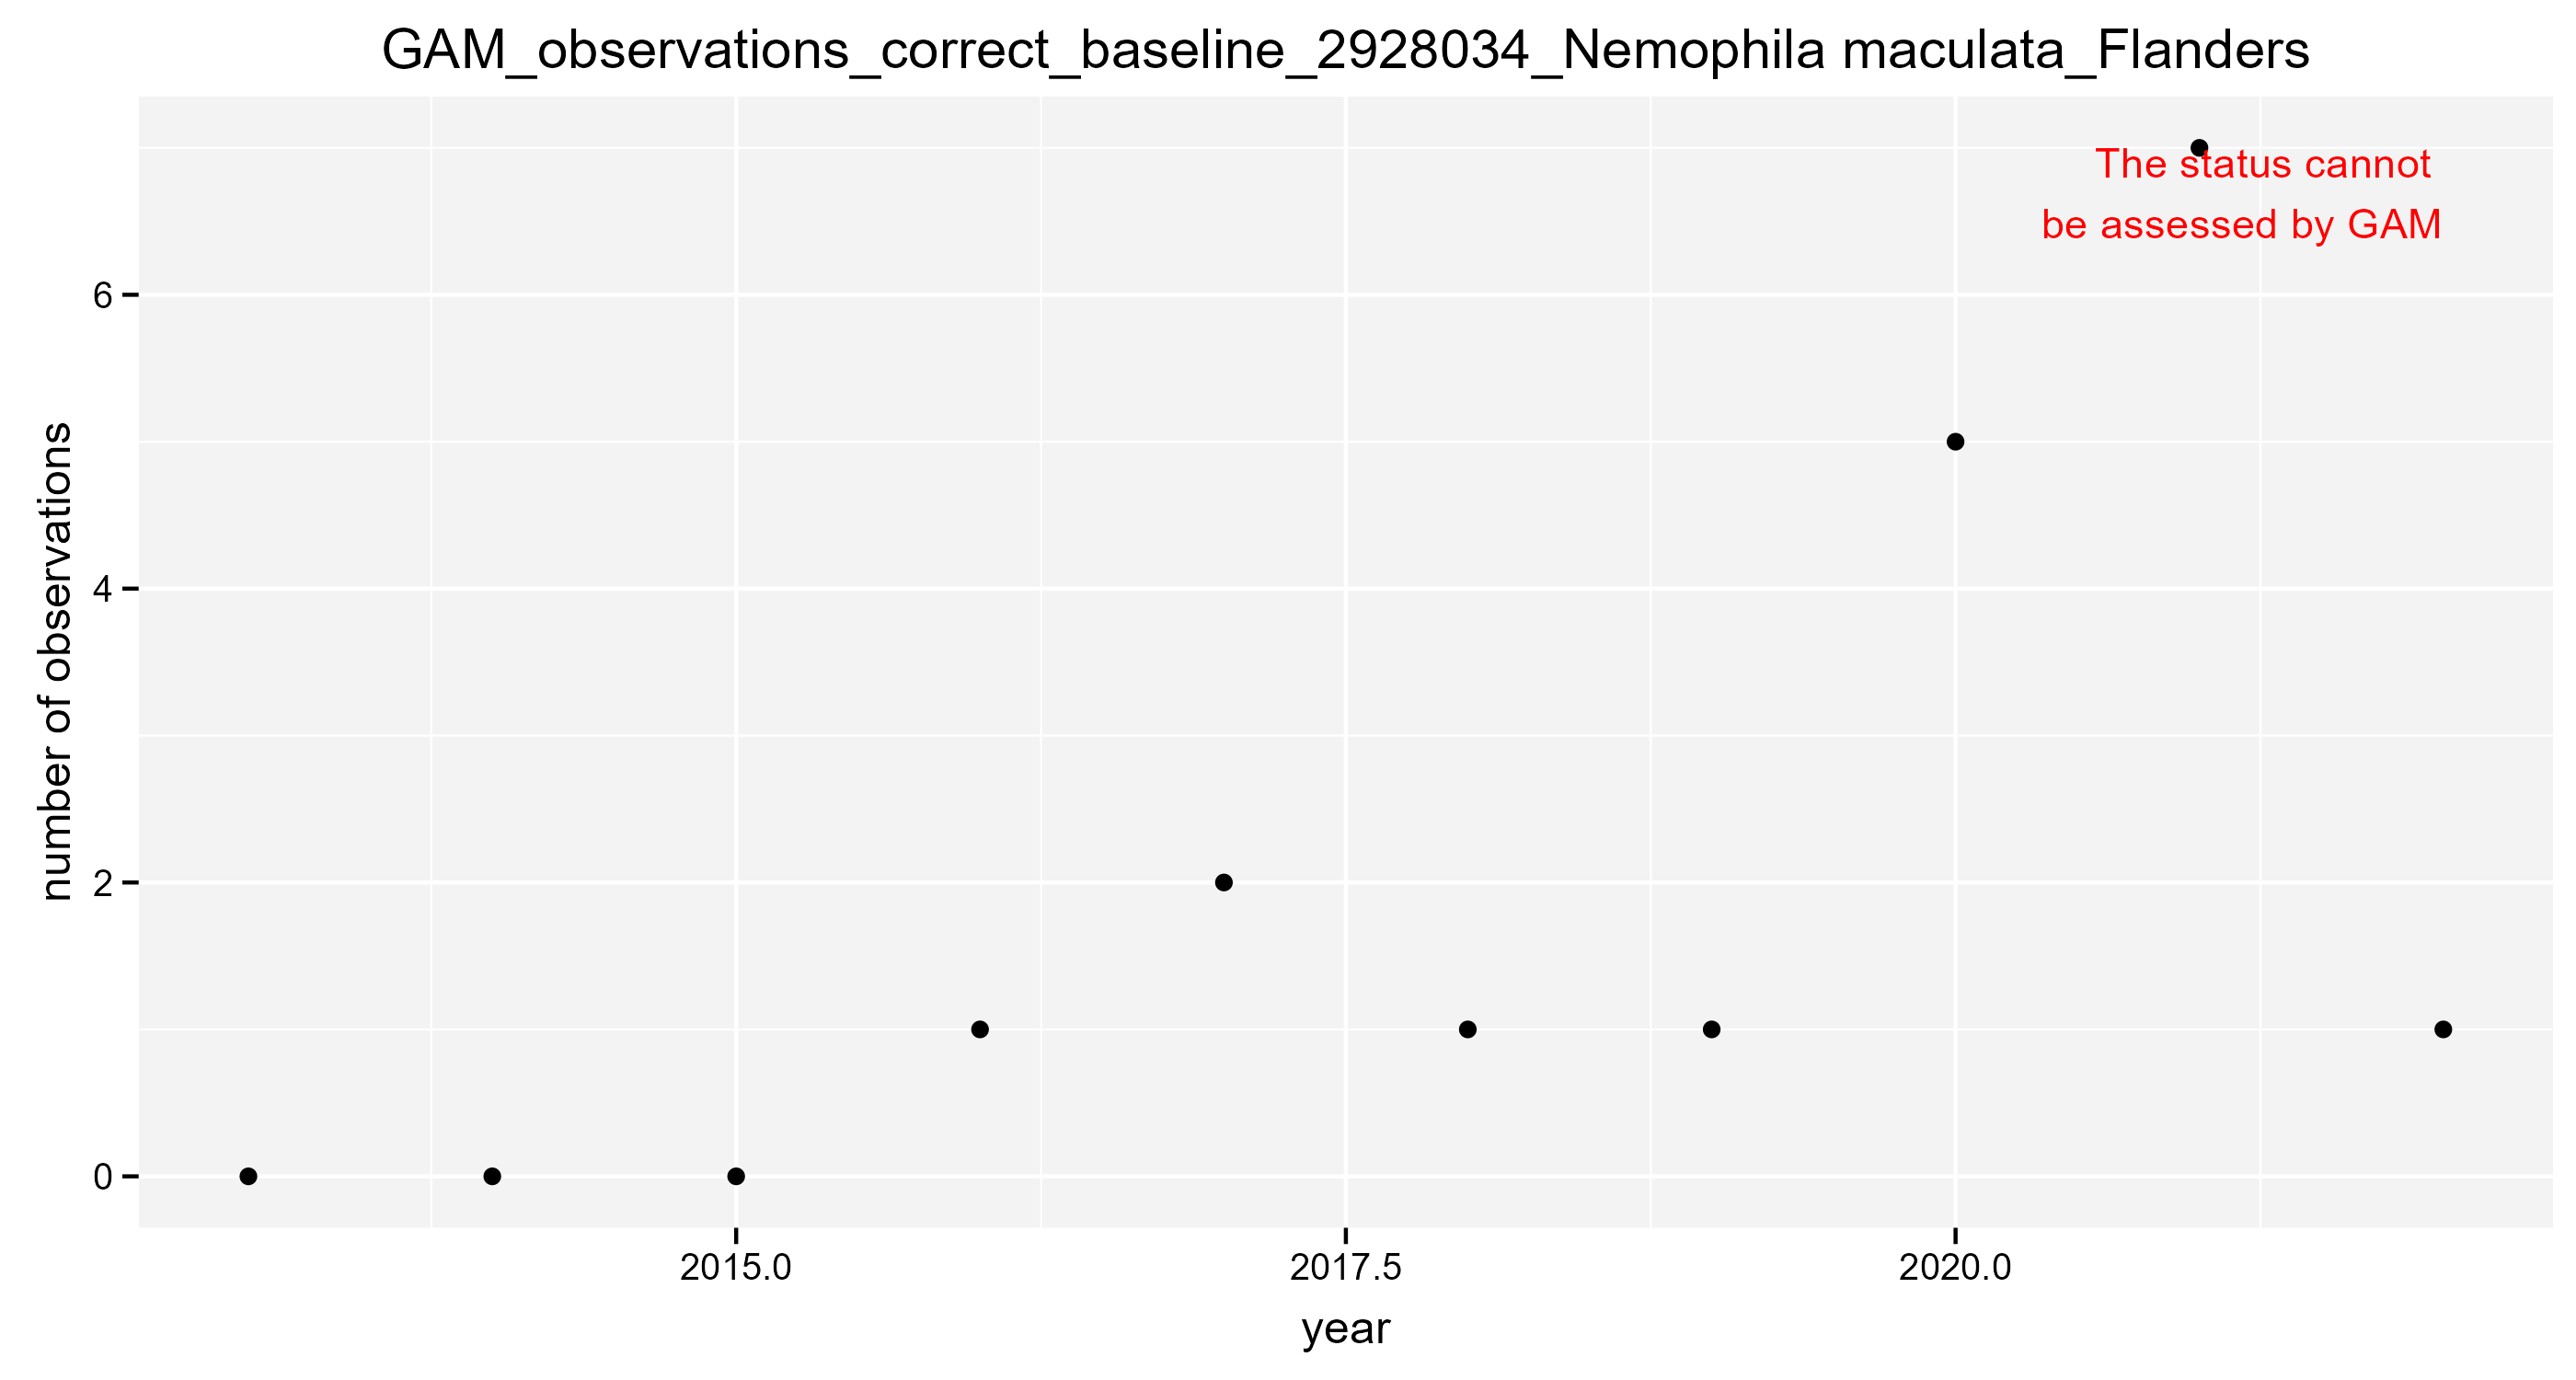 GAM_observations_correct_baseline_2928034_Nemophila maculata_Flanders
The status cannot
be assessed by GAM
number of observations
6
4
2
0
2015.0 2017.5 2020.0
year